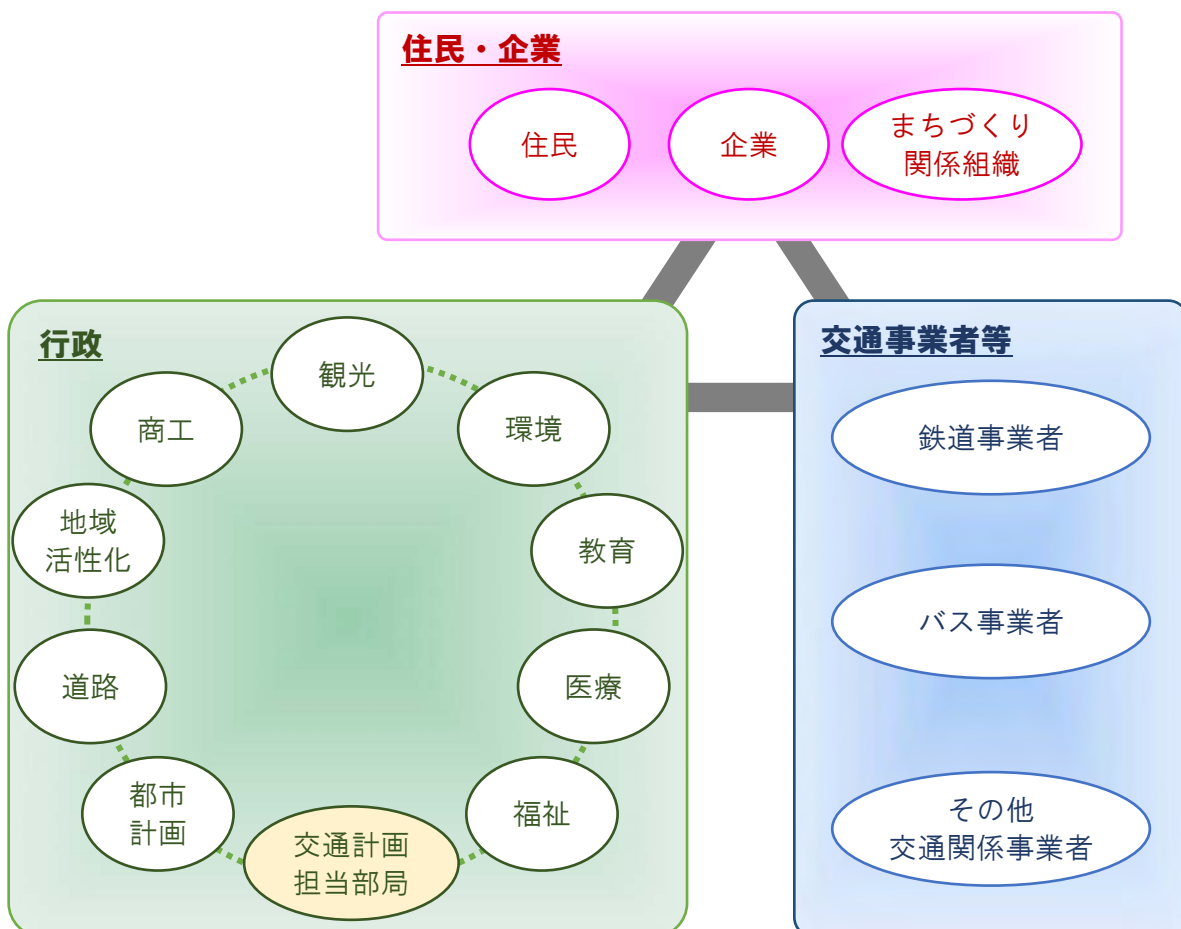 住民・企業
住民
企業
まちづくり
関係組織
行政
観光
商工
環境
地域
活性化
教育
道路
医療
都市
計画
福祉
交通計画
担当部局
交通事業者等
鉄道事業者
バス事業者
その他
交通関係事業者